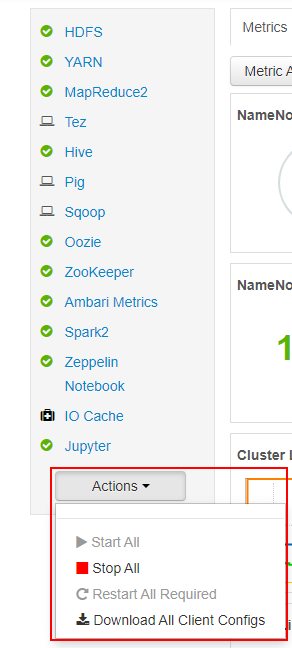 HDFS
YARN
MapReduce2
Tez
Hive
Pig
Sqoop
Oozie
ZooKeeper
Ambari Metrics
Spark2
Zeppelin
Notebook
IO Cache
Jupyter
Actions
Start All
Stop All
Restart All Required
Download All Client Configs
Metrics
Metric A
NameNo
NameNo
1
Cluster L